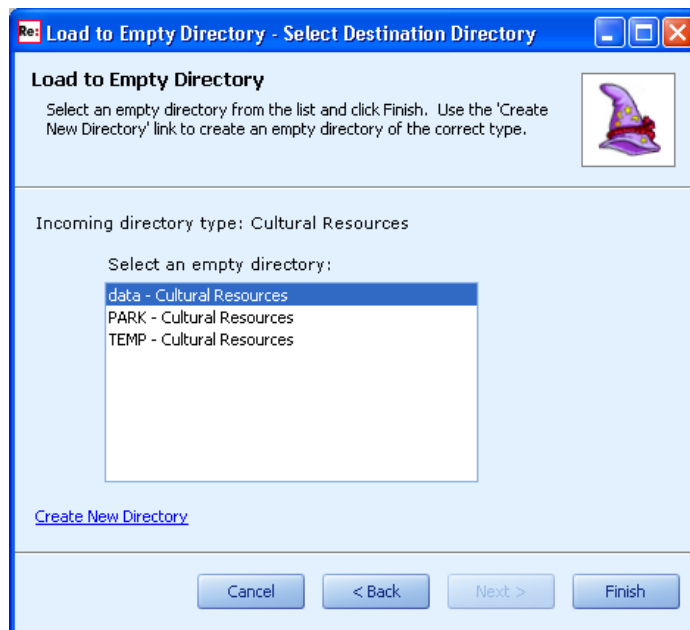 Re: Load to Empty Directory - Select Destination Directory
Load to Empty Directory
Select an empty directory from the list and click Finish. Use the 'Create
New Directory' link to create an empty directory of the correct type.
Incoming directory type: Cultural Resources
Select an empty directory:
data - Cultural Resources
PARK - Cultural Resources
TEMP - Cultural Resources
Create New Directory
Cancel < Back Next > Finish